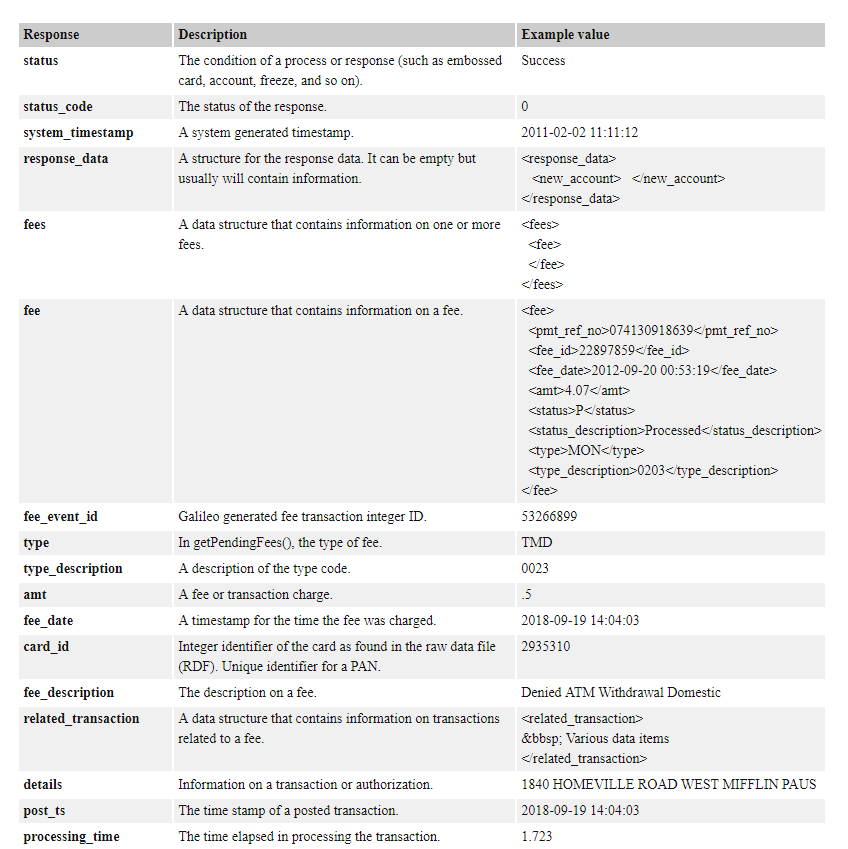 Response Description Example value
status The condition of a process or response (such as embossed Success
card, account, freeze, and so on).
status_code The status of the response. 0
system_timestamp A system generated timestamp. 2011-02-02 11:11:12
response_data A structure for the response data. It can be empty but <response_data>
usually will contain information. <new_account> </new_account>
</response_data>
fees A data structure that contains information on one or more <fees>
fees. <fee>
</fee>
</fees>
fee A data structure that contains information on a fee. <fee>
<pmt_ref_no>074130918639</pmt_ref_no>
<fee_id>22897859</fee_id>
<fee_date>2012-09-20 00:53:19</fee_date>
<amt>4.07</amt>
<status>P</status>
<status_description>Processed</status_description>
<type>MON</type>
<type_description>0203</type_description>
</fee>
fee_event_id Galileo generated fee transaction integer ID. 53266899
type In getPendingFees(), the type of fee. TMD
type_description A description of the type code. 0023
amt A fee or transaction charge. .5
fee_date A timestamp for the time the fee was charged. 2018-09-19 14:04:03
card_id Integer identifier of the card as found in the raw data file 2935310
(RDF). Unique identifier for a PAN.
fee_description The description on a fee. Denied ATM Withdrawal Domestic
related_transaction A data structure that contains information on transactions <related_transaction>
related to a fee. &bbsp; Various data items
</related_transaction>
details Information on a transaction or authorization. 1840 HOMEVILLE ROAD WEST MIFFLIN PAUS
post_ts The time stamp of a posted transaction. 2018-09-19 14:04:03
processing_time The time elapsed in processing the transaction. 1.723